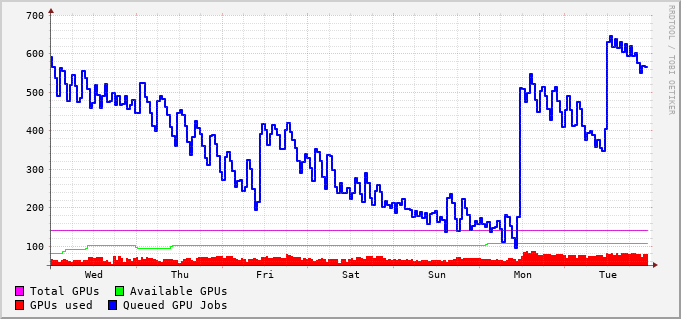 700
600
500
400
300
200
100
Wed Thu Fri Sat Sun Mon Tue
Total GPUs Available GPUs
GPUs used Queued GPU Jobs
RRDTOOL / TOBI OETIKER